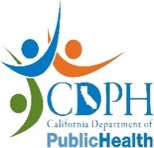 CDPH
California Department of
PublicHealth